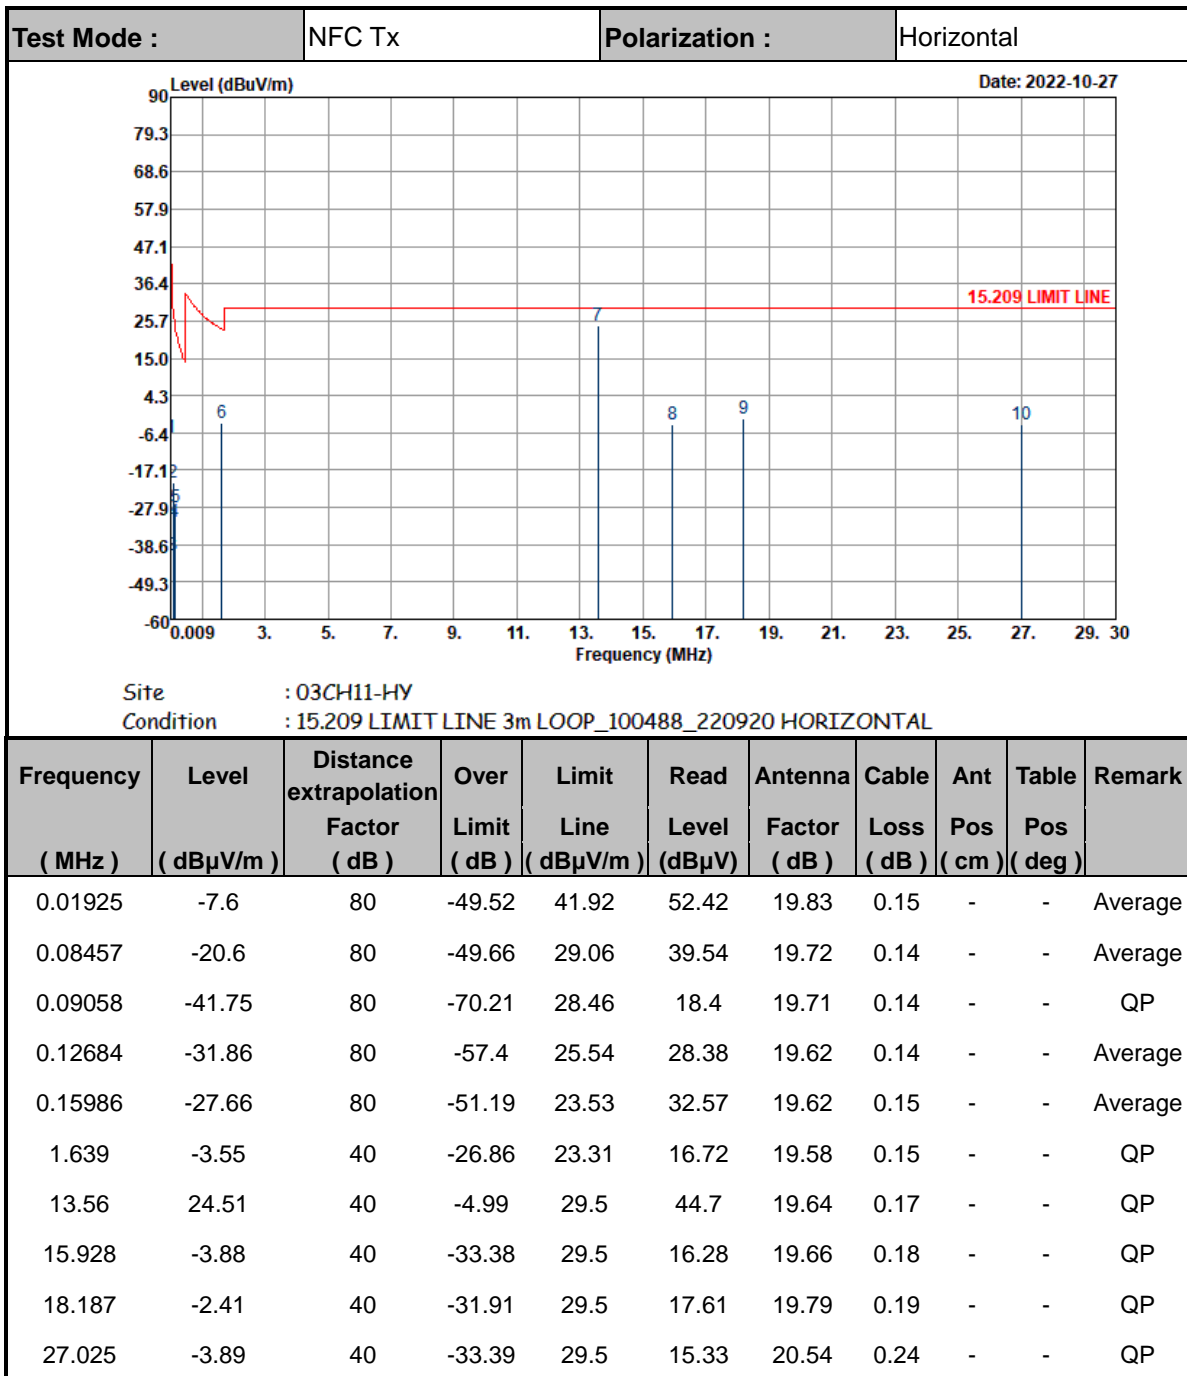 Test Mode : NFC Tx Polarization : Horizontal
Level (dBuV/m) Date: 2022-10-27
90
79.3
68.6
57.9
47.1
36.4
25.7
15.0
4.3
-6.4
-17.1
-27.9
-38.6
-49.3
-60
15.209 LIMIT LINE
1
2
3
4
5
6
7
8
9
10
0.009 3. 5. 7. 9. 11. 13. 15. 17. 19. 21. 23. 25. 27. 29. 30
Frequency (MHz)
Site : 03CH11-HY
Condition : 15.209 LIMIT LINE 3m LOOP_100488_220920 HORIZONTAL
Frequency Level Distance extrapolation Over Limit Read Antenna Cable Ant Table Remark
Factor Limit Line Level Factor Loss Pos Pos
( MHz ) ( dBµV/m ) ( dB ) ( dB ) ( dBµV/m ) (dBµV) ( dB ) ( dB ) ( cm ) ( deg )
0.01925 -7.6 80 -49.52 41.92 52.42 19.83 0.15 - - Average
0.08457 -20.6 80 -49.66 29.06 39.54 19.72 0.14 - - Average
0.09058 -41.75 80 -70.21 28.46 18.4 19.71 0.14 - - QP
0.12684 -31.86 80 -57.4 25.54 28.38 19.62 0.14 - - Average
0.15986 -27.66 80 -51.19 23.53 32.57 19.62 0.15 - - Average
1.639 -3.55 40 -26.86 23.31 16.72 19.58 0.15 - - QP
13.56 24.51 40 -4.99 29.5 44.7 19.64 0.17 - - QP
15.928 -3.88 40 -33.38 29.5 16.28 19.66 0.18 - - QP
18.187 -2.41 40 -31.91 29.5 17.61 19.79 0.19 - - QP
27.025 -3.89 40 -33.39 29.5 15.33 20.54 0.24 - - QP